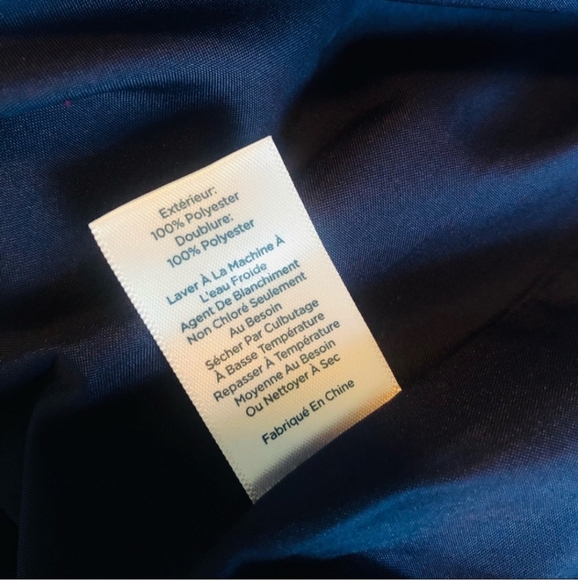 Extérieur:
100% Polyester
Doublure:
100% Polyester
Laver À La Machine À
L'eau Froide
Agent De Blanchiment
Non Chloré Seulement
Au Besoin
Sécher Par Culbutage
À Basse Température
Repasser À Température
Moyenne Au Besoin
Ou Nettoyer À Sec
Fabriqué En Chine